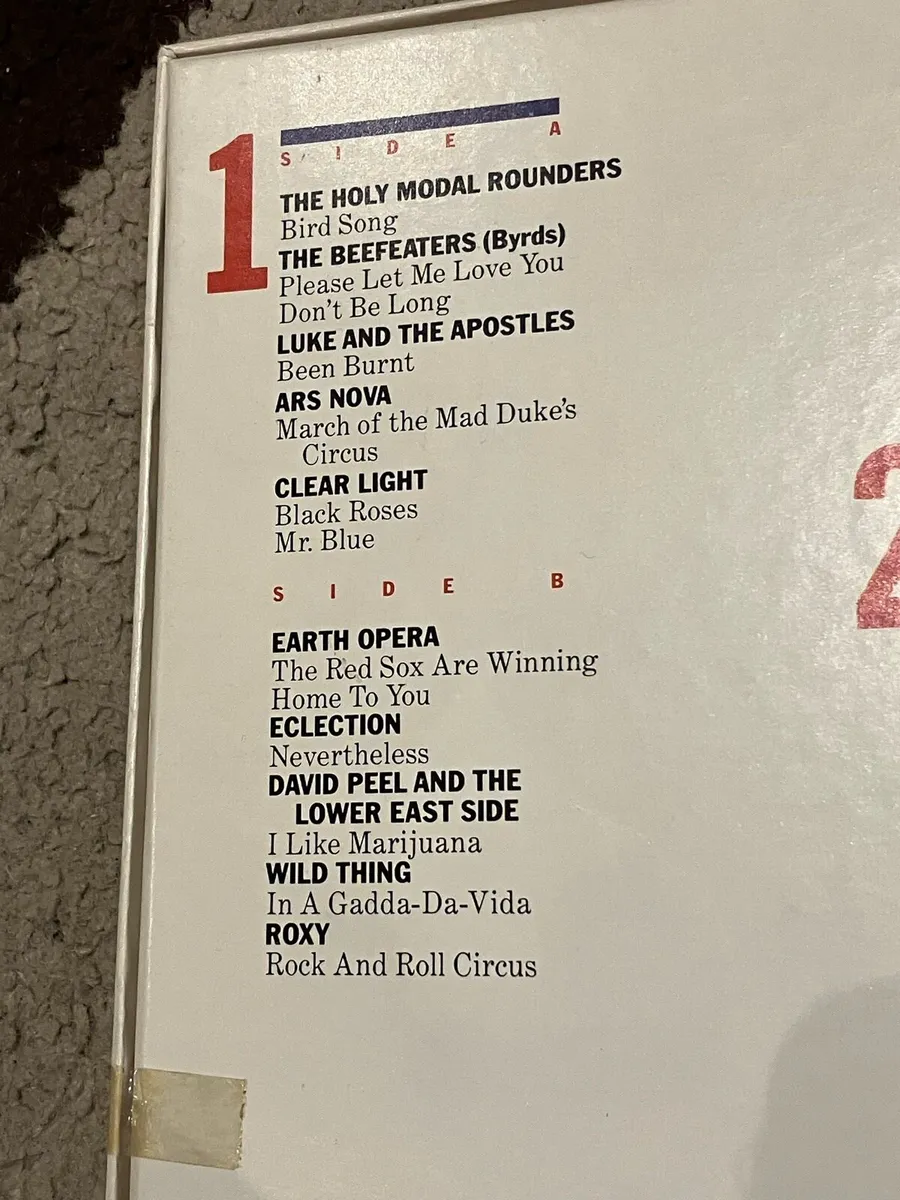 1
SIDE A
THE HOLY MODAL ROUNDERS
Bird Song
THE BEEFEATERS (Byrds)
Please Let Me Love You
Don't Be Long
LUKE AND THE APOSTLES
Been Burnt
ARS NOVA
March of the Mad Duke's
Circus
CLEAR LIGHT
Black Roses
Mr. Blue
SIDE B
EARTH OPERA
The Red Sox Are Winning
Home To You
ECLECTION
Nevertheless
DAVID PEEL AND THE
LOWER EAST SIDE
I Like Marijuana
WILD THING
In A Gadda-Da-Vida
ROXY
Rock And Roll Circus
2